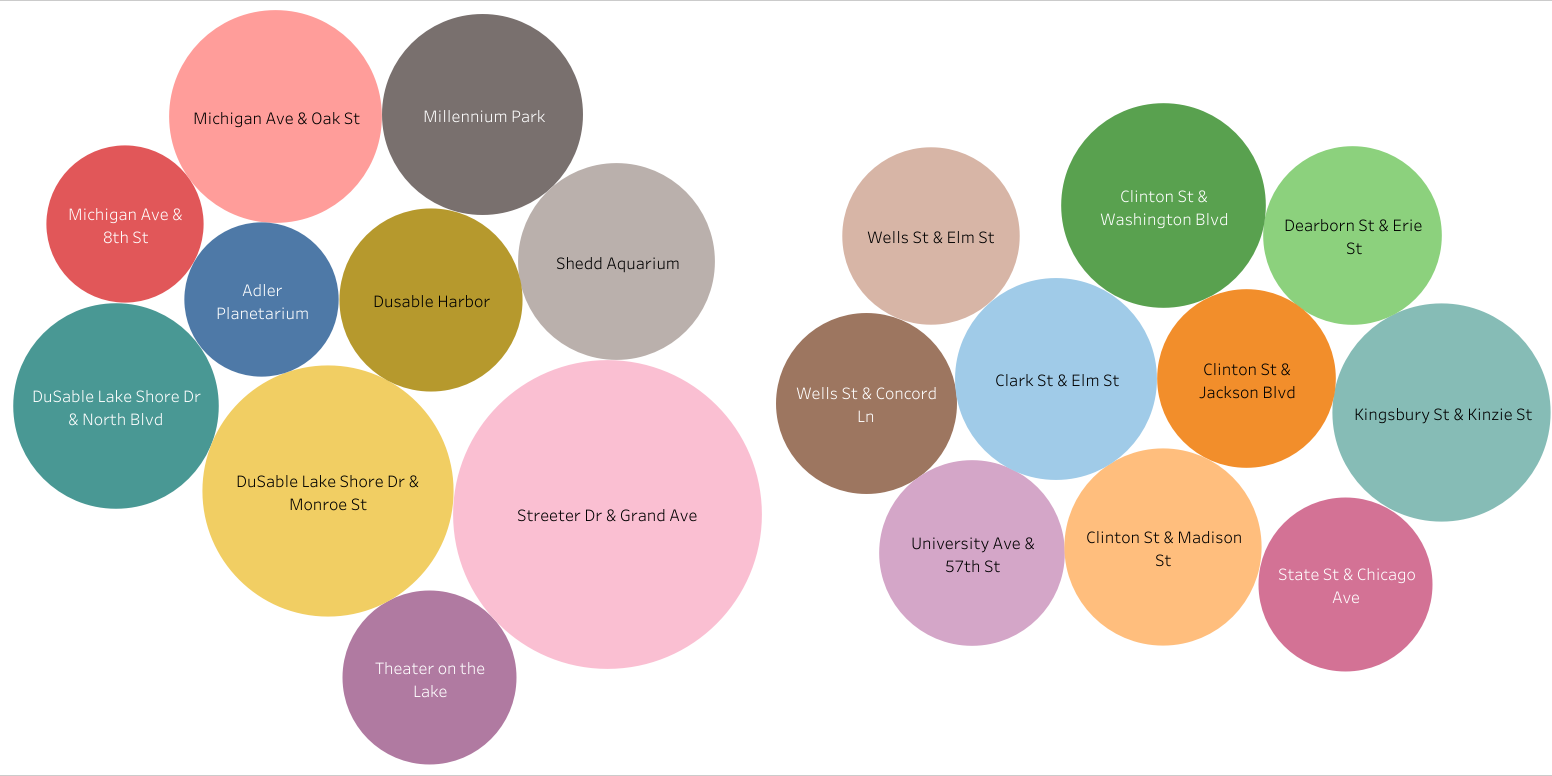 Michigan Ave & Oak St
Millennium Park
Michigan Ave &
8th St
Shedd Aquarium
Adler
Planetarium
Dusable Harbor
DuSable Lake Shore Dr
& North Blvd
DuSable Lake Shore Dr &
Monroe St
Streeter Dr & Grand Ave
Theater on the
Lake
Clinton St &
Washington Blvd
Wells St & Elm St
Dearborn St & Erie
St
Clark St & Elm St
Clinton St &
Jackson Blvd
Wells St & Concord
Ln
Kingsbury St & Kinzie St
University Ave &
57th St
Clinton St & Madison
St
State St & Chicago
Ave